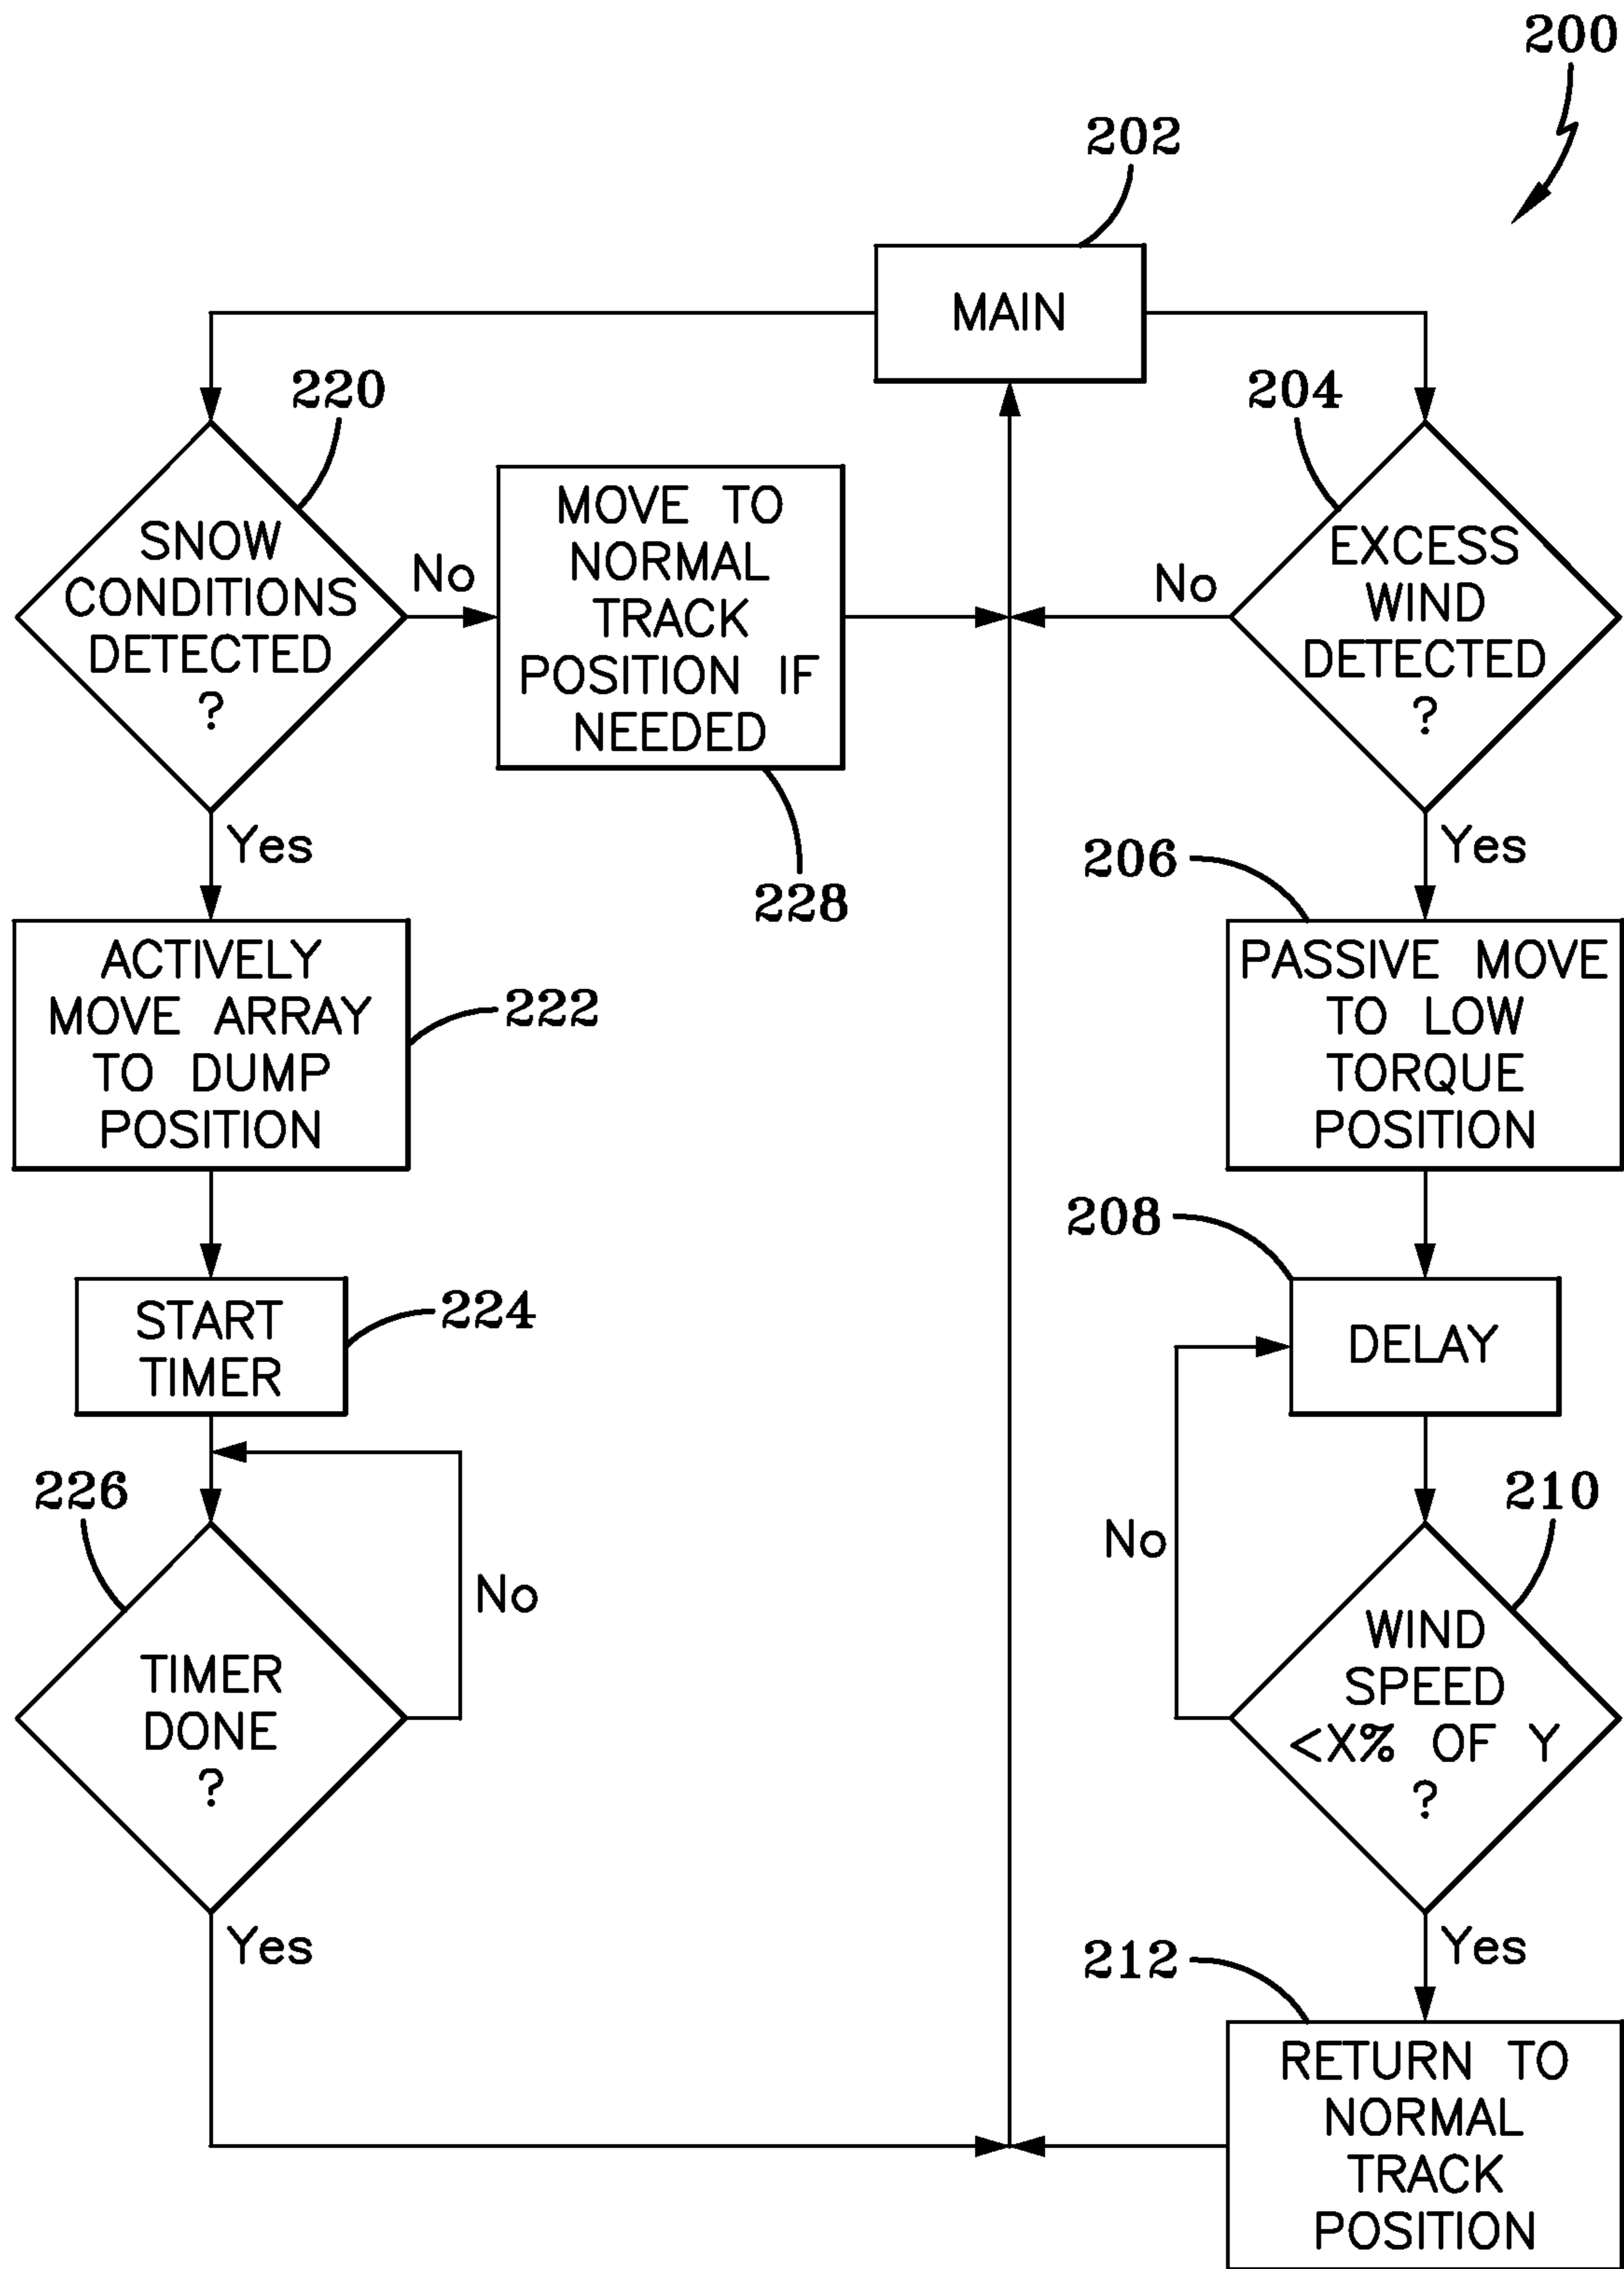 200
202
MAIN
220
204
SNOW
CONDITIONS
DETECTED
?
No
MOVE TO
NORMAL
TRACK
POSITION IF
NEEDED
228
No
EXCESS
WIND
DETECTED
?
Yes
Yes
206
ACTIVELY
MOVE ARRAY
TO DUMP
POSITION
222
PASSIVE MOVE
TO LOW
TORQUE
POSITION
208
START
TIMER
224
DELAY
226
210
No
No
TIMER
DONE
?
WIND
SPEED
<X% OF Y
?
Yes
Yes
212
RETURN TO
NORMAL
TRACK
POSITION